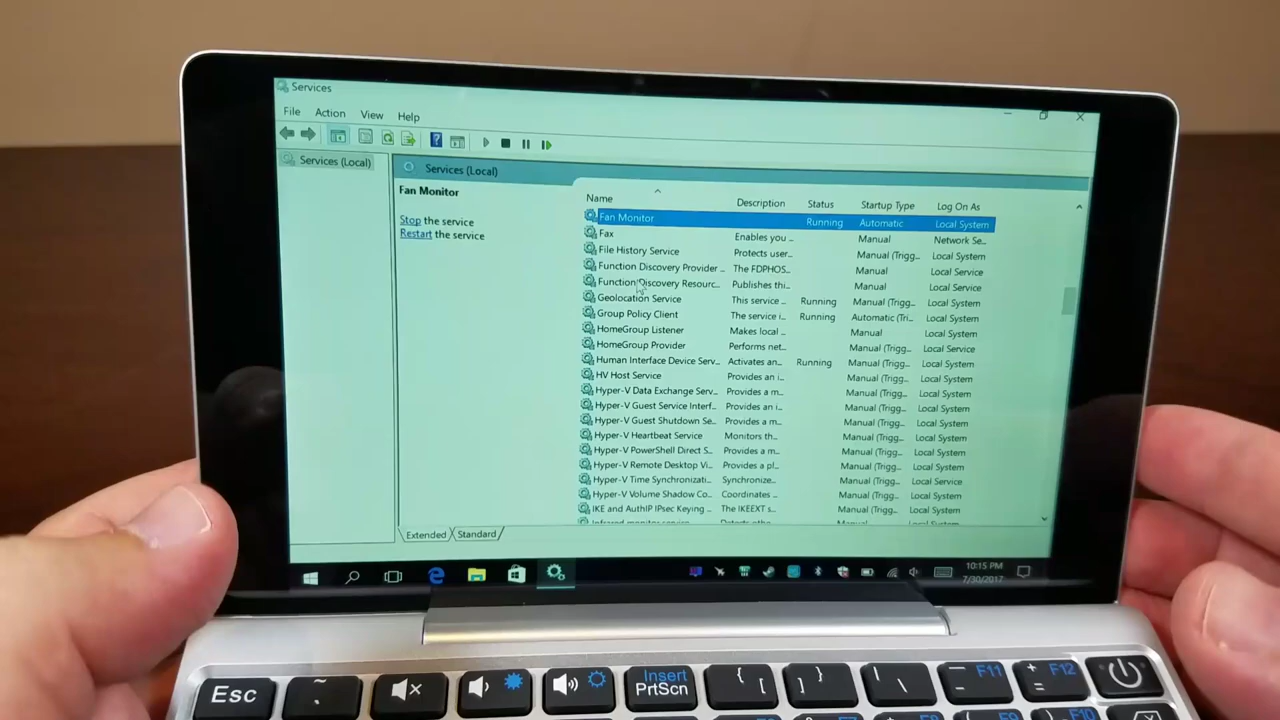 Services
File Action View Help
Services (Local)
Services (Local)
Fan Monitor
Stop the service
Restart the service
Name Description Status Startup Type Log On As
Fan Monitor Running Automatic Local System
Fax Enables you ... Manual Network Se...
File History Service Protects user... Manual (Trigg... Local System
Function Discovery Provider ... The FDPHOS... Manual Local Service
Function Discovery Resourc... Publishes thi... Manual Local Service
Geolocation Service This service ... Running Manual (Trigg... Local System
Group Policy Client The service i... Running Automatic (Tri... Local System
HomeGroup Listener Makes local ... Manual Local System
HomeGroup Provider Performs net... Manual (Trigg... Local Service
Human Interface Device Serv... Activates an... Running Manual (Trigg... Local System
HV Host Service Provides an i... Manual (Trigg... Local System
Hyper-V Data Exchange Serv... Provides a m... Manual (Trigg... Local System
Hyper-V Guest Service Interf... Provides an i... Manual (Trigg... Local System
Hyper-V Guest Shutdown Se... Provides a m... Manual (Trigg... Local System
Hyper-V Heartbeat Service Monitors th... Manual (Trigg... Local System
Hyper-V PowerShell Direct S... Provides a m... Manual (Trigg... Local System
Hyper-V Remote Desktop Vi... Provides a pl... Manual (Trigg... Local System
Hyper-V Time Synchronizati... Synchronize... Manual (Trigg... Local Service
Hyper-V Volume Shadow Co... Coordinates ... Manual (Trigg... Local System
IKE and AuthIP IPsec Keying ... The IKEEXT s... Manual (Trigg... Local System
Infrared monitor service
Extended Standard
10:15 PM
7/30/2017
Esc ~ Insert PrtScn { [ } ] | \ _ - F11 + = F12